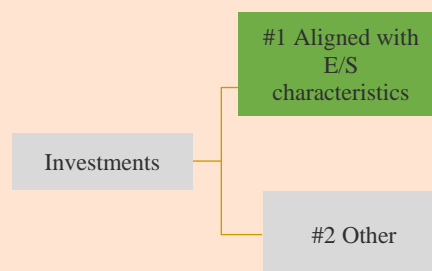 #1 Aligned with
E/S
characteristics
Investments
#2 Other